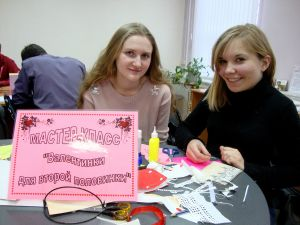 МАСТЕР-КЛАСС
"Валентинки
для второй половинки"